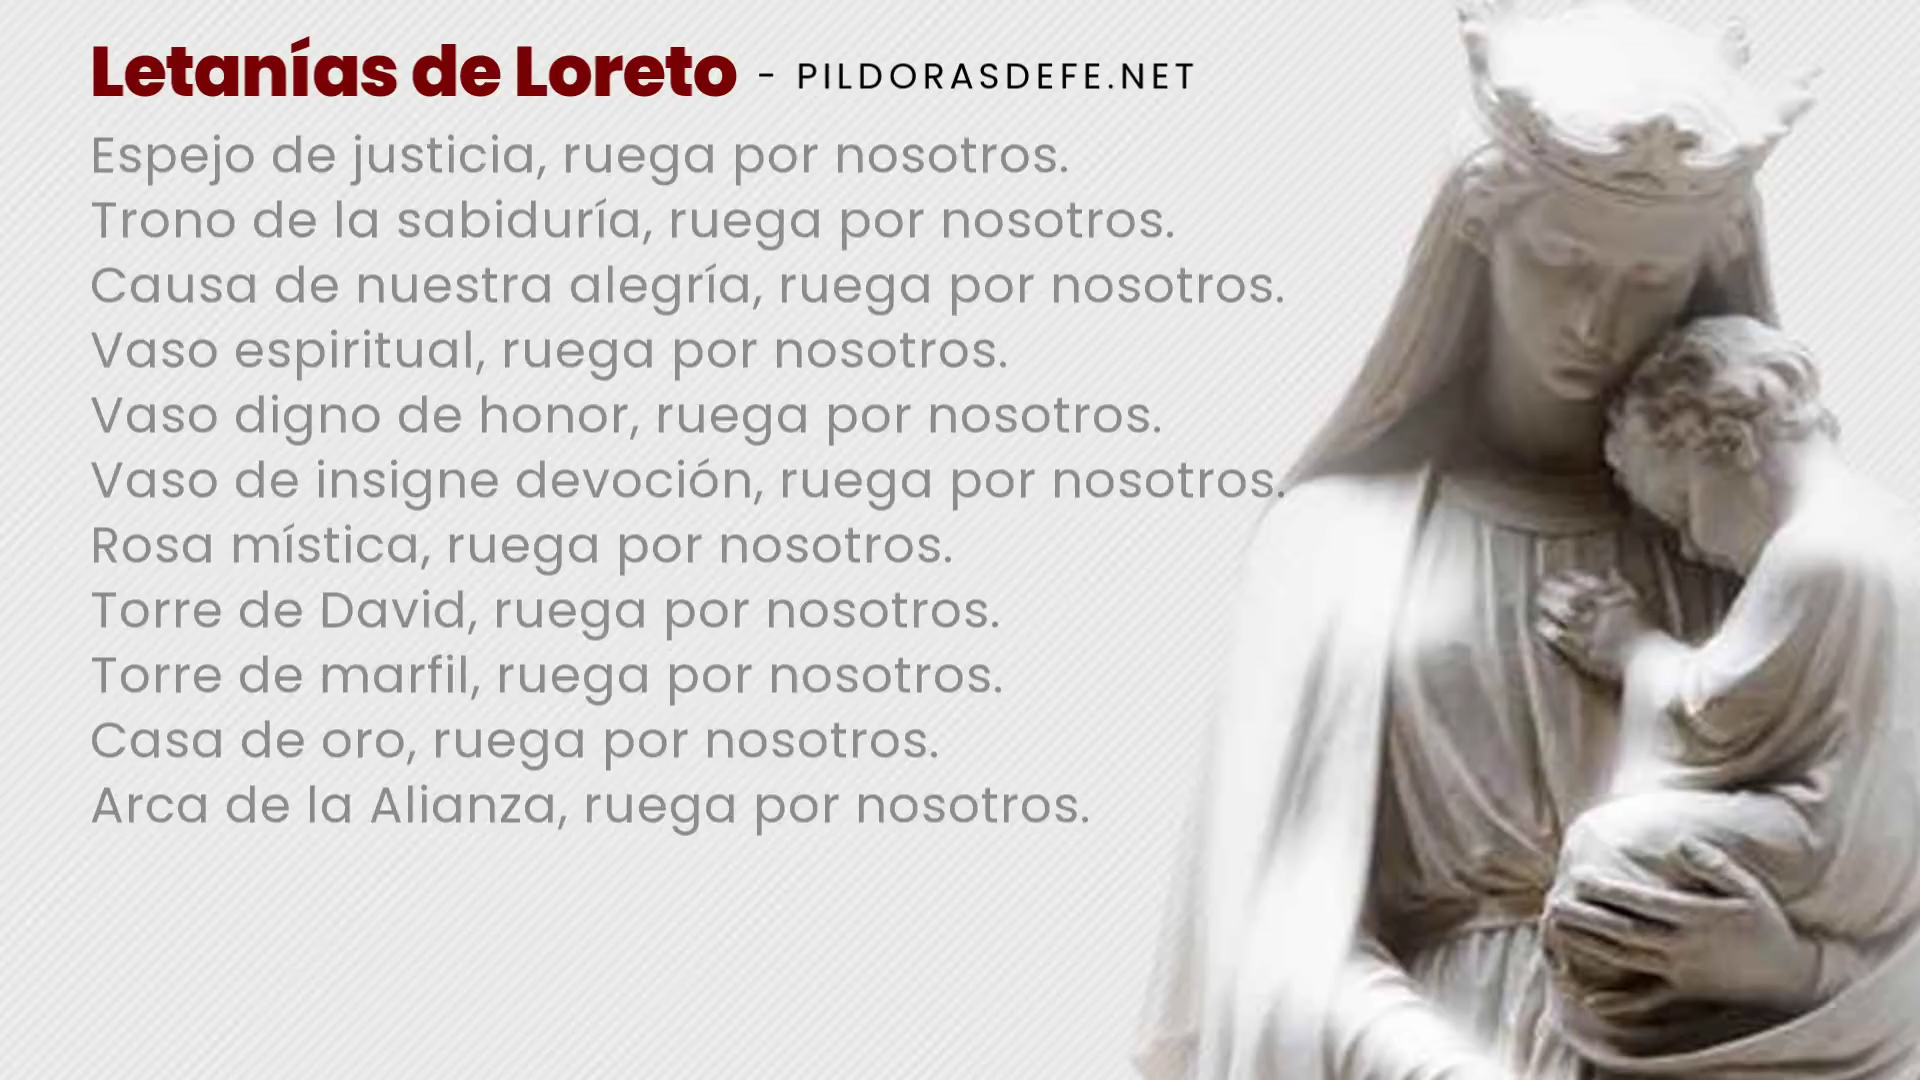 Letanías de Loreto - PILDORASDEFE.NET
Espejo de justicia, ruega por nosotros.
Trono de la sabiduría, ruega por nosotros.
Causa de nuestra alegría, ruega por nosotros.
Vaso espiritual, ruega por nosotros.
Vaso digno de honor, ruega por nosotros.
Vaso de insigne devoción, ruega por nosotros.
Rosa mística, ruega por nosotros.
Torre de David, ruega por nosotros.
Torre de marfil, ruega por nosotros.
Casa de oro, ruega por nosotros.
Arca de la Alianza, ruega por nosotros.